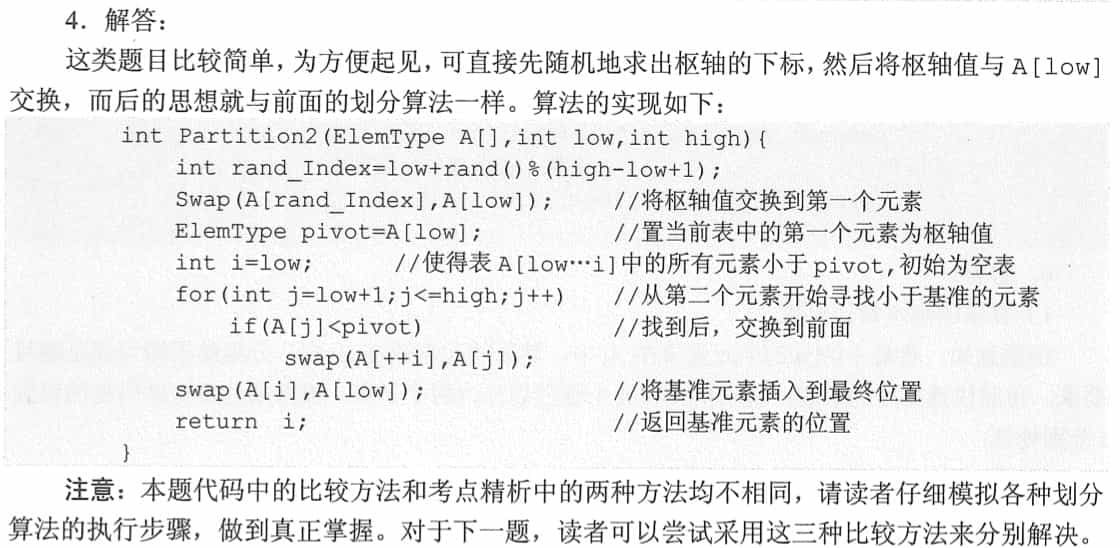 4．解答：
这类题目比较简单，为方便起见，可直接先随机地求出枢轴的下标，然后将枢轴值与 A[low]
交换，而后的思想就与前面的划分算法一样。算法的实现如下：
int Partition2(ElemType A[],int low,int high){
int rand_Index=low+rand()%(high-low+1);
Swap(A[rand_Index],A[low]); //将枢轴值交换到第一个元素
ElemType pivot=A[low]; //置当前表中的第一个元素为枢轴值
int i=low; //使得表 A[low…i]中的所有元素小于 pivot,初始为空表
for(int j=low+1;j<=high;j++) //从第二个元素开始寻找小于基准的元素
if(A[j]<pivot) //找到后，交换到前面
swap(A[++i],A[j]);
swap(A[i],A[low]); //将基准元素插入到最终位置
return i; //返回基准元素的位置
}
注意：本题代码中的比较方法和考点精析中的两种方法均不相同，请读者仔细模拟各种划分
算法的执行步骤，做到真正掌握。对于下一题，读者可以尝试采用这三种比较方法来分别解决。